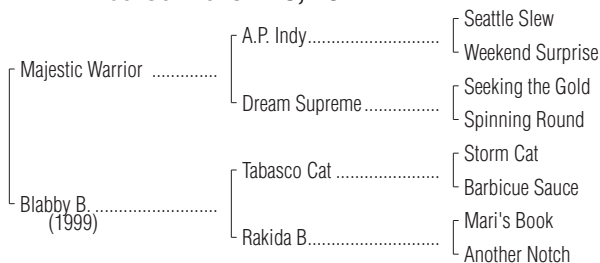 Seattle Slew
A.P. Indy
Weekend Surprise
Majestic Warrior
Seeking the Gold
Dream Supreme
Spinning Round
Storm Cat
Tabasco Cat
Barbicue Sauce
Blabby B.
(1999)
Mari's Book
Rakida B.
Another Notch